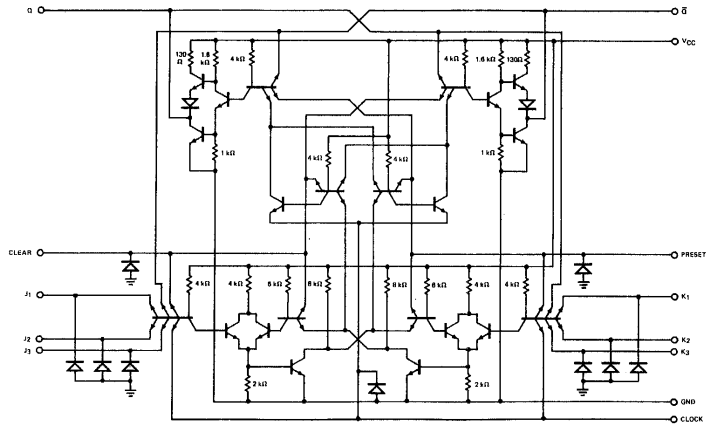 Q Q̄
VCC
130 Ω 1.6 kΩ 4 kΩ 4 kΩ 1.6 kΩ 130Ω
1 kΩ 4 kΩ 4 kΩ 1 kΩ
CLEAR PRESET
J1 4 kΩ 4 kΩ 6 kΩ 8 kΩ 8 kΩ 6 kΩ 4 kΩ 4 kΩ K1
J2 K2
J3 K3
2 kΩ 2 kΩ
GND
CLOCK